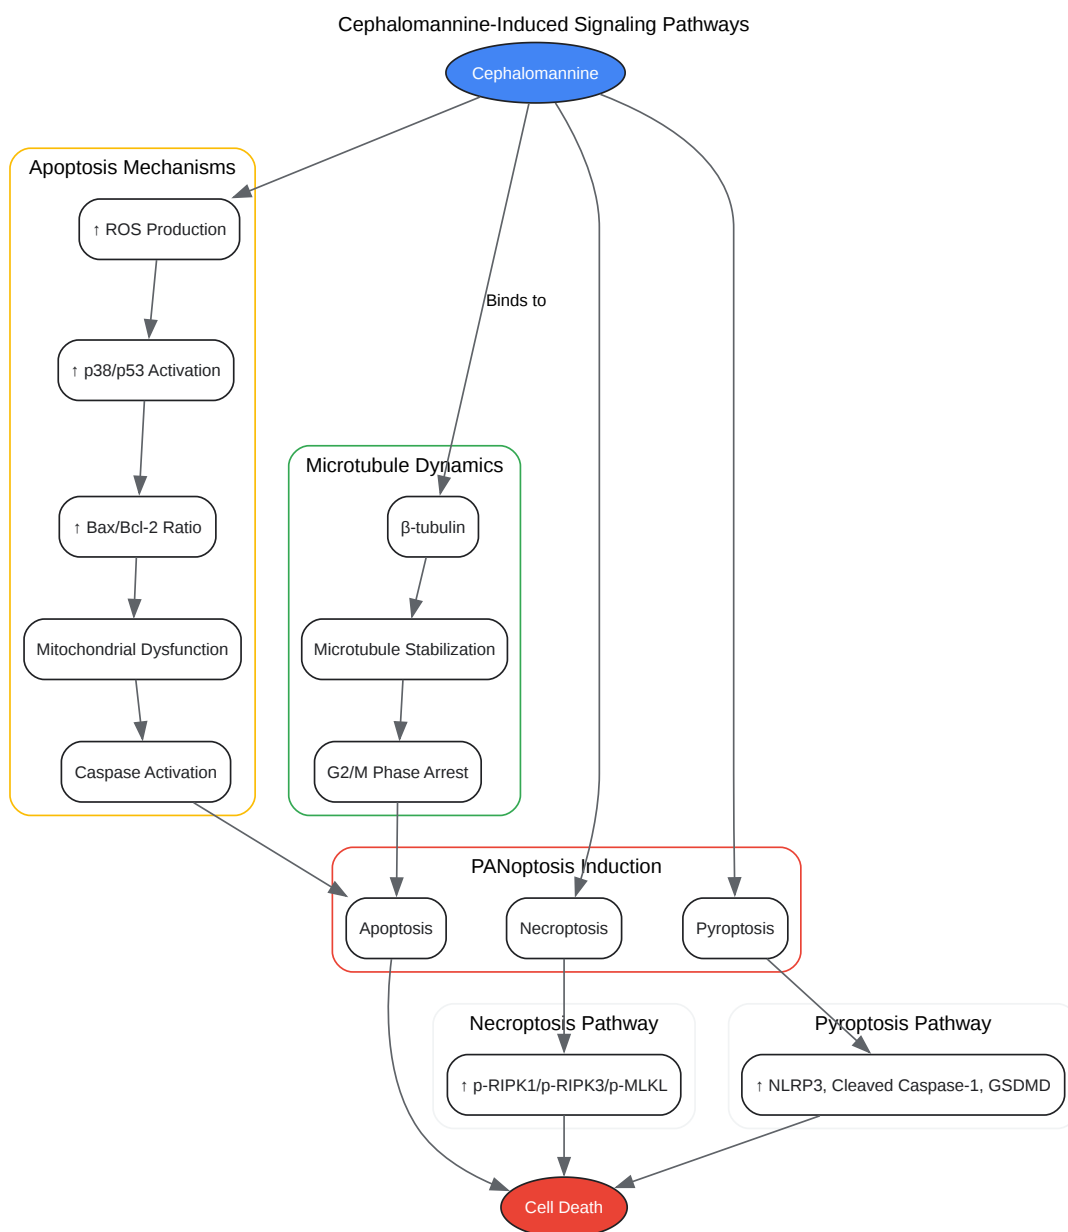 Cephalomannine-Induced Signaling Pathways
Cephalomannine
Apoptosis Mechanisms
↑ ROS Production
Binds to
↑ p38/p53 Activation
Microtubule Dynamics
↑ Bax/Bcl-2 Ratio
β-tubulin
Mitochondrial Dysfunction
Microtubule Stabilization
Caspase Activation
G2/M Phase Arrest
PANoptosis Induction
Apoptosis
Necroptosis
Pyroptosis
Necroptosis Pathway
Pyroptosis Pathway
↑ p-RIPK1/p-RIPK3/p-MLKL
↑ NLRP3, Cleaved Caspase-1, GSDMD
Cell Death